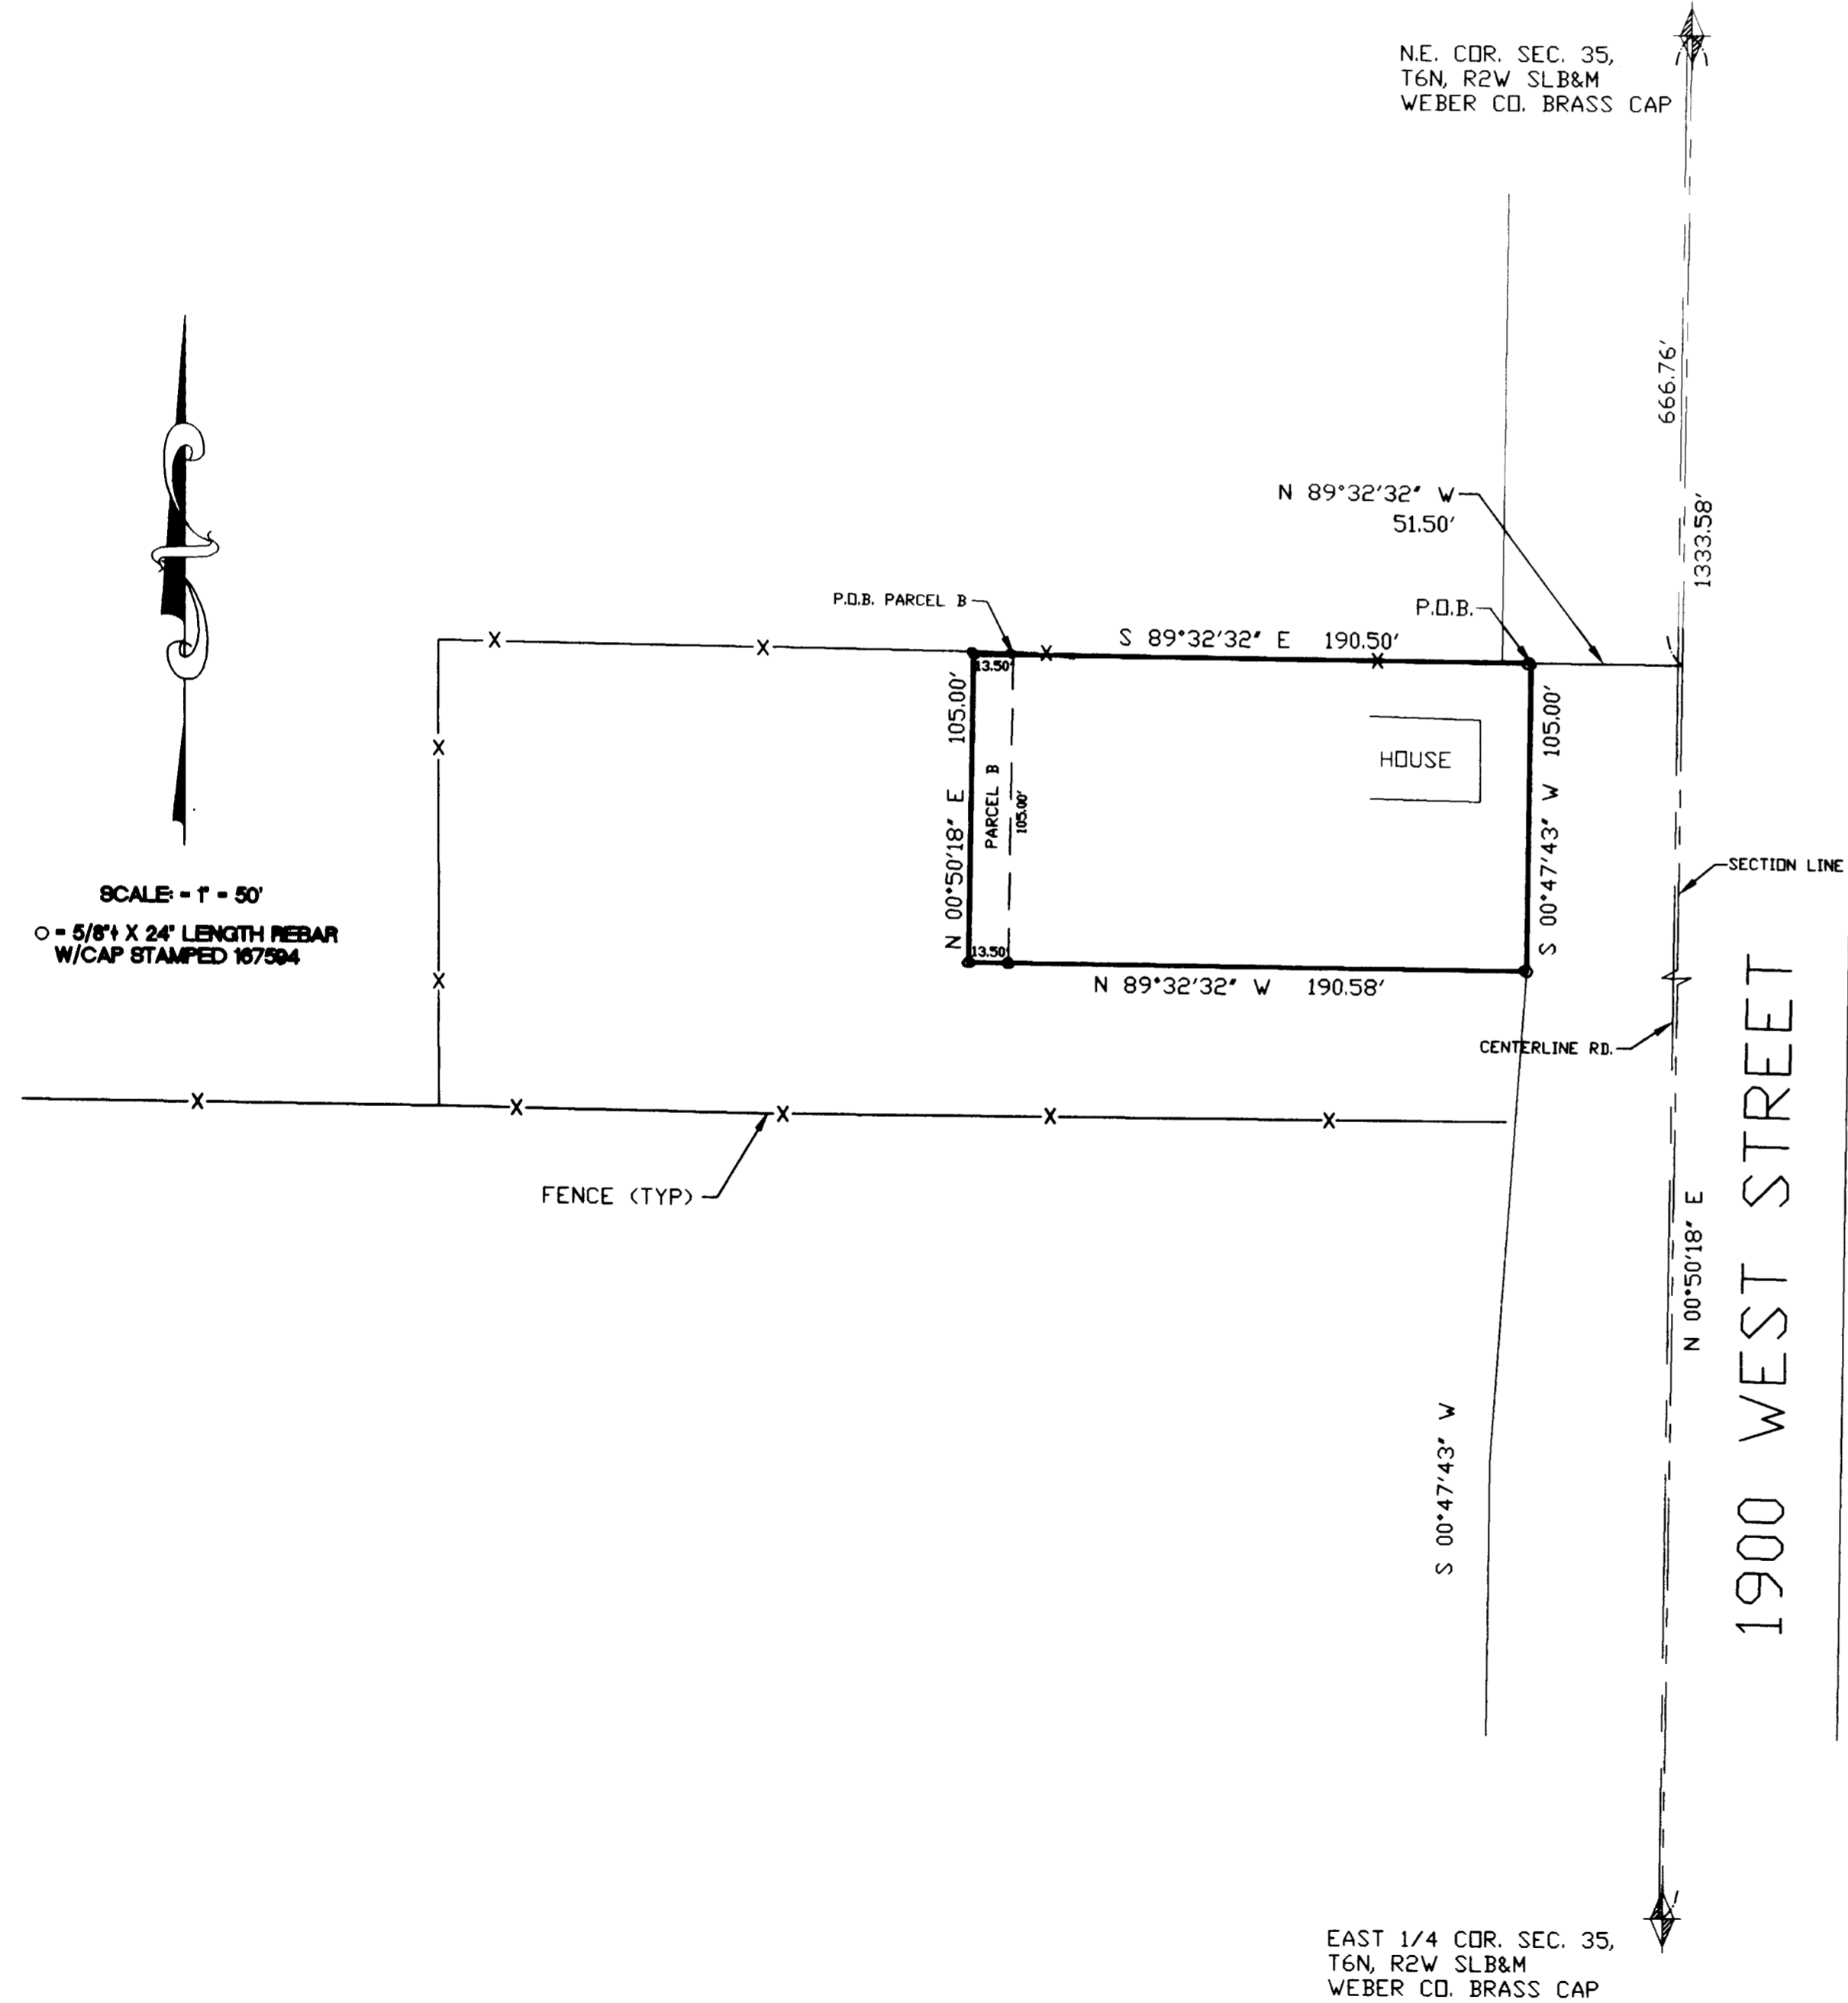 N.E. COR. SEC. 35,
T6N, R2W SLB&M
WEBER CO. BRASS CAP
666.76'
1333.58'
N 89°32'32" W
51.50'
P.O.B. PARCEL B
P.O.B.
S 89°32'32" E 190.50'
13.50'
N 00°50'18" E 105.00'
PARCEL B
105.00'
HOUSE
S 00°47'43" W 105.00'
SECTION LINE
SCALE: - 1" - 50'
O - 5/8" X 24" LENGTH REBAR
W/CAP STAMPED 167594
13.50'
N 89°32'32" W 190.58'
CENTERLINE RD.
FENCE (TYP)
N 00°50'18" E
1900 WEST STREET
S 00°47'43" W
EAST 1/4 COR. SEC. 35,
T6N, R2W SLB&M
WEBER CO. BRASS CAP